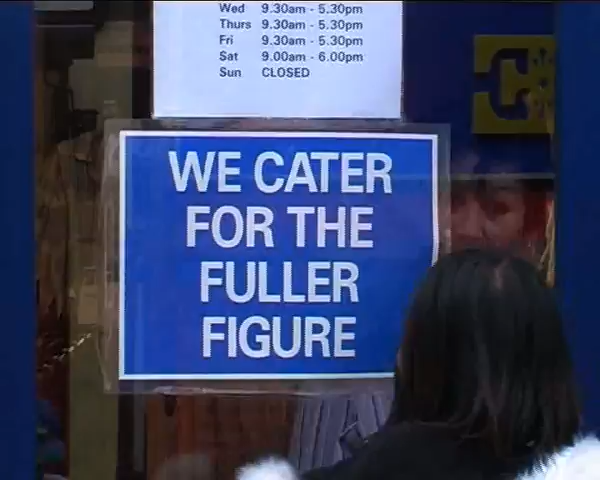 Wed 9.30am - 5.30pm
Thurs 9.30am - 5.30pm
Fri 9.30am - 5.30pm
Sat 9.00am - 6.00pm
Sun CLOSED
WE CATER
FOR THE
FULLER
FIGURE